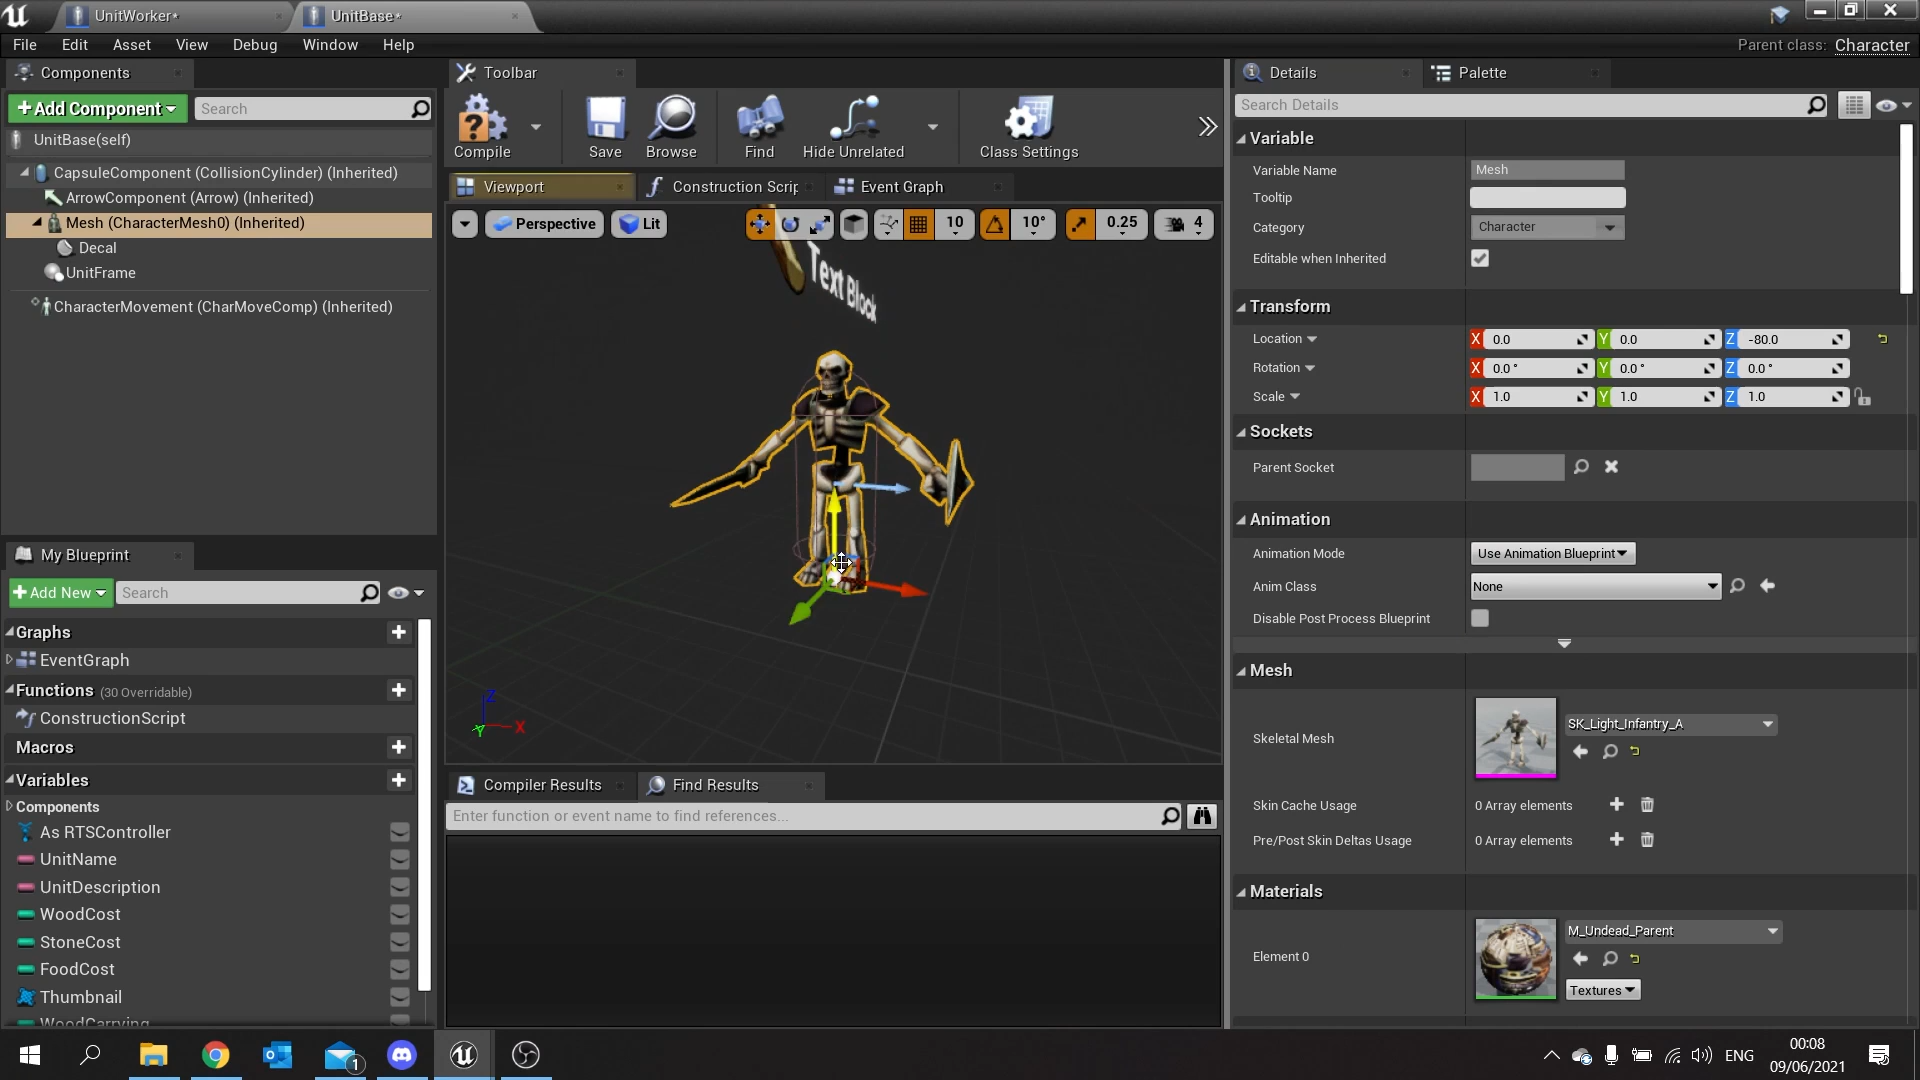 UnitWorker*
UnitBase*
File Edit Asset View Debug Window Help
Parent class: Character
Components
+Add Component
Search
UnitBase(self)
CapsuleComponent (CollisionCylinder) (Inherited)
ArrowComponent (Arrow) (Inherited)
Mesh (CharacterMesh0) (Inherited)
Decal
UnitFrame
CharacterMovement (CharMoveComp) (Inherited)
My Blueprint
+Add New
Search
Graphs
EventGraph
Functions (30 Overridable)
ConstructionScript
Macros
Variables
Components
As RTSController
UnitName
UnitDescription
WoodCost
StoneCost
FoodCost
Thumbnail
WoodCarrying
Toolbar
Compile
Save
Browse
Find
Hide Unrelated
Class Settings
Viewport
Construction Scrip
Event Graph
Perspective
Lit
10
10°
0.25
4
Text Block
Z
X
Y
Compiler Results
Find Results
Enter function or event name to find references...
Details
Palette
Search Details
Variable
Variable Name Mesh
Tooltip
Category Character
Editable when Inherited
Transform
Location X 0.0 Y 0.0 Z -80.0
Rotation X 0.0° Y 0.0° Z 0.0°
Scale X 1.0 Y 1.0 Z 1.0
Sockets
Parent Socket
Animation
Animation Mode Use Animation Blueprint
Anim Class None
Disable Post Process Blueprint
Mesh
Skeletal Mesh SK_Light_Infantry_A
Skin Cache Usage 0 Array elements
Pre/Post Skin Deltas Usage 0 Array elements
Materials
Element 0 M_Undead_Parent
Textures
1
ENG
00:08
09/06/2021